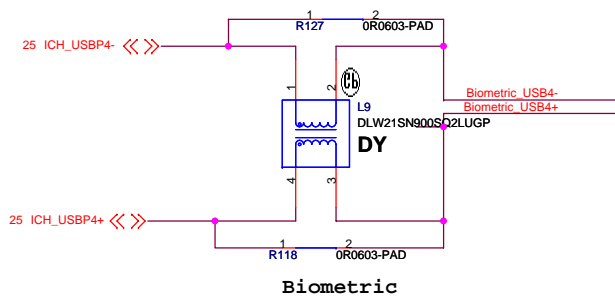 1 2
R127 0R0603-PAD
25 ICH_USBP4-
1 2
Biometric_USB4-
L9 Biometric_USB4+
DLW21SN900SQ2LUGP
DY
4 3
25 ICH_USBP4+
1 2
R118 0R0603-PAD
Biometric